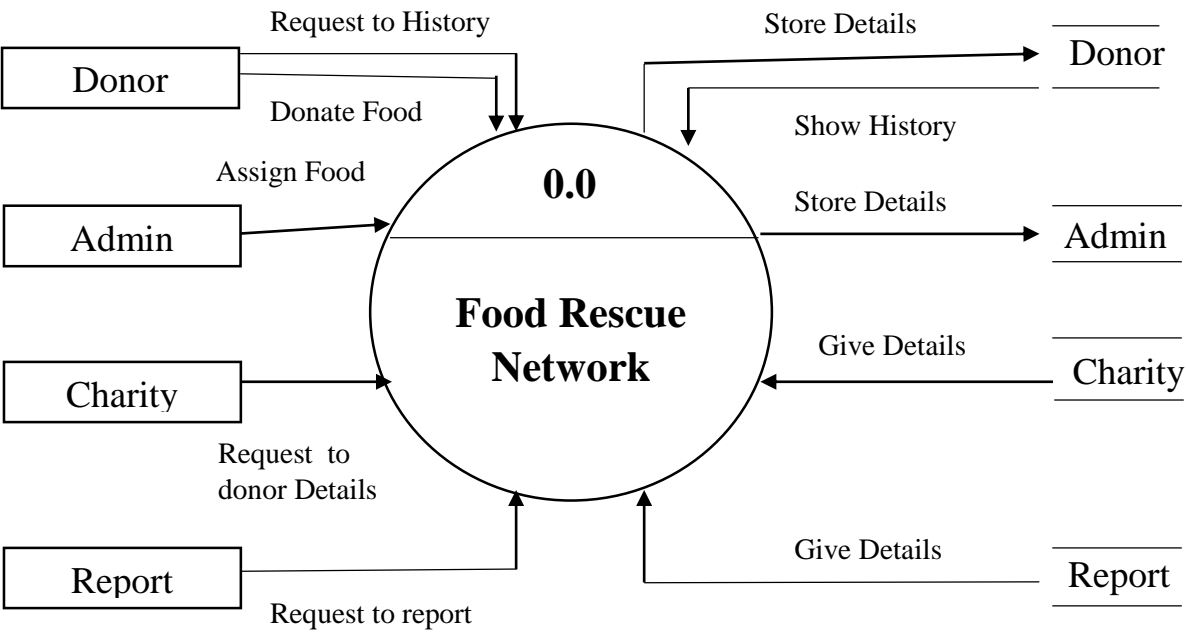 Request to History
Store Details
Donor
Donor
Donate Food
Show History
Assign Food
0.0
Store Details
Admin
Admin
Food Rescue
Network
Give Details
Charity
Charity
Request to
donor Details
Give Details
Report
Report
Request to report